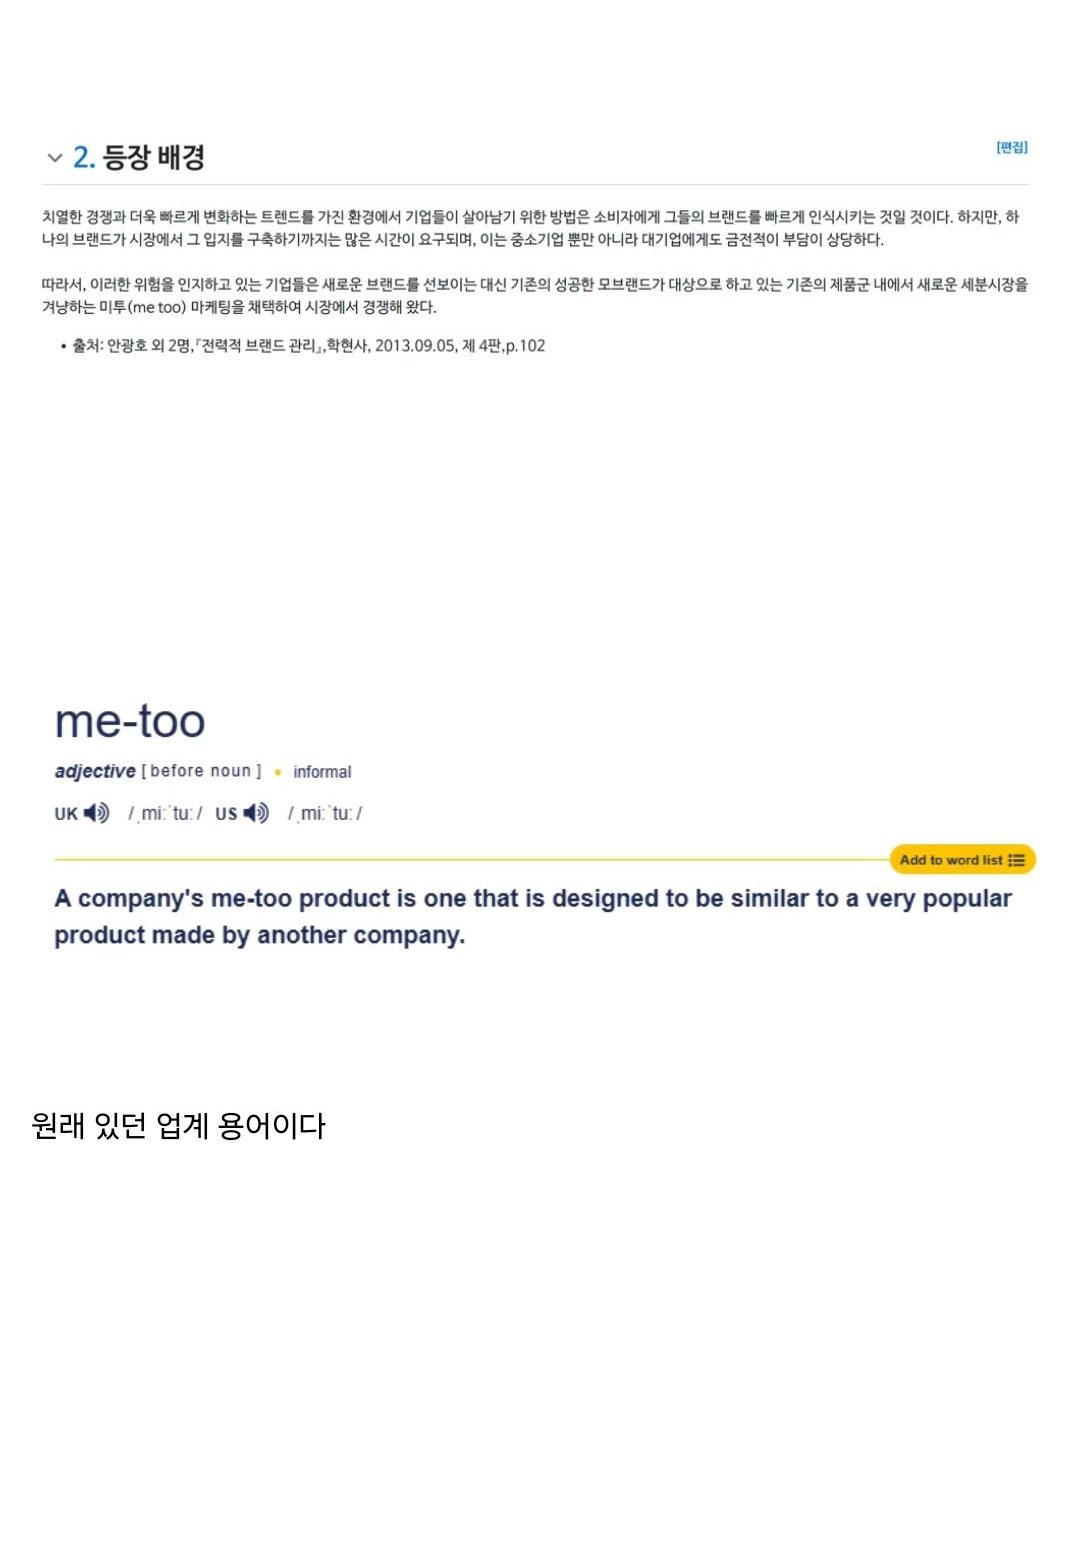 2. 등장 배경
[편집]
치열한 경쟁과 더욱 빠르게 변화하는 트렌드를 가진 환경에서 기업들이 살아남기 위한 방법은 소비자에게 그들의 브랜드를 빠르게 인식시키는 것일 것이다. 하지만, 하
나의 브랜드가 시장에서 그 입지를 구축하기까지는 많은 시간이 요구되며, 이는 중소기업 뿐만 아니라 대기업에게도 금전적이 부담이 상당하다.
따라서, 이러한 위험을 인지하고 있는 기업들은 새로운 브랜드를 선보이는 대신 기존의 성공한 모브랜드가 대상으로 하고 있는 기존의 제품군 내에서 새로운 세분시장을
겨냥하는 미투(me too) 마케팅을 채택하여 시장에서 경쟁해 왔다.
• 출처: 안광호 외 2명,『전력적 브랜드 관리』,학현사, 2013.09.05, 제 4판,p.102
me-too
adjective [ before noun ] • informal
UK /ˌmiːˈtuː/ US /ˌmiːˈtuː/
Add to word list
A company's me-too product is one that is designed to be similar to a very popular
product made by another company.
원래 있던 업계 용어이다